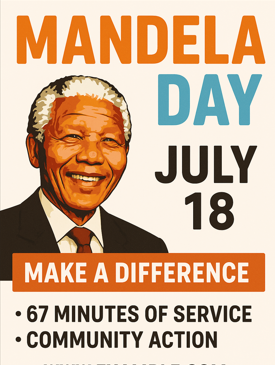 MANDELA
DAY
JULY
18
MAKE A DIFFERENCE
• 67 MINUTES OF SERVICE
• COMMUNITY ACTION